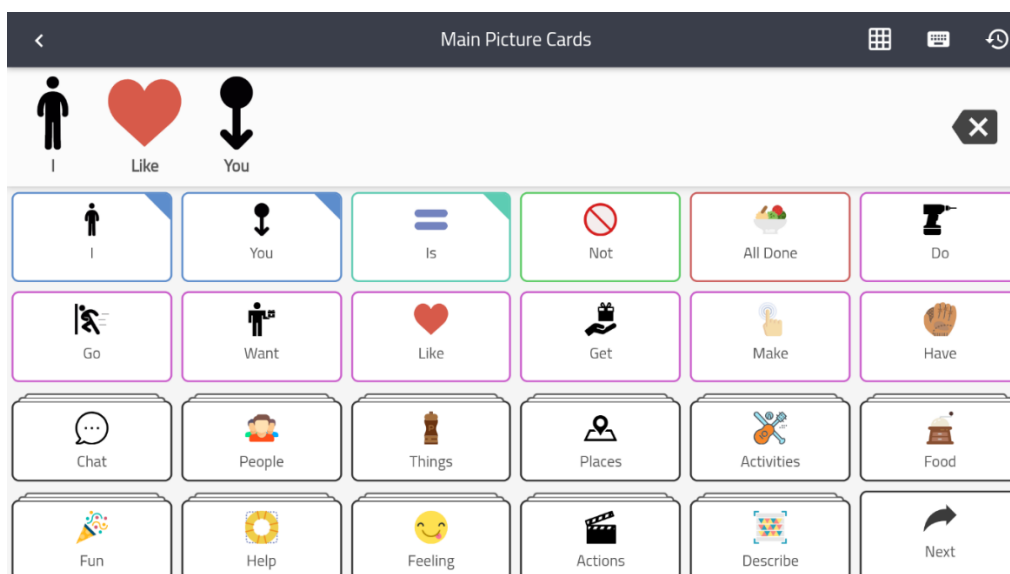 Main Picture Cards
I Like You
I You Is Not All Done Do
Go Want Like Get Make Have
Chat People Things Places Activities Food
Fun Help Feeling Actions Describe Next